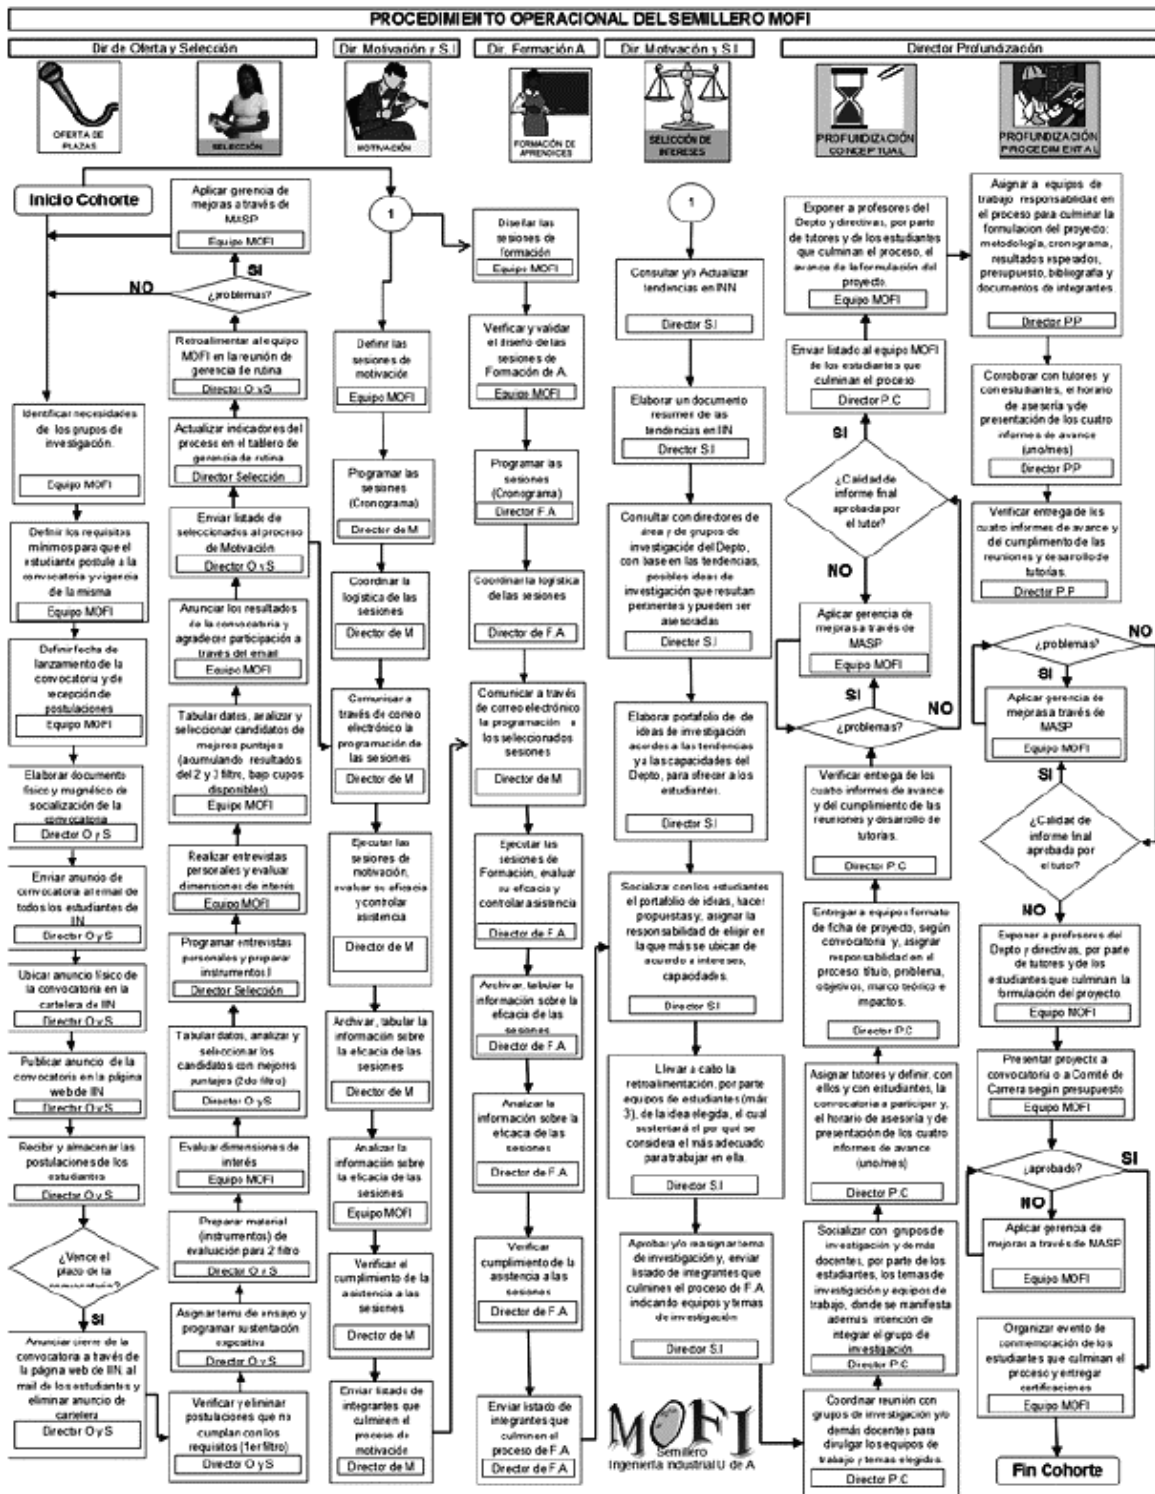 PROCEDIMIENTO OPERACIONAL DEL SEMILLERO MOFI
Dir de Oferta y Selección
Dir. Motivación y S.I
Dir. Formación A
Dir. Motivacón y S.I
Director Profundización
OFERTA DE
PLAZAS
SELECCIÓN
MOTIVACIÓN
FORMACIÓN DE
APRENDICES
SELECCIÓN DE
INTERESES
PROFUNDIZACIÓN
CONCEPTUAL
PROFUNDIZACIÓN
PROCEDIMENTAL
Inicio Cohorte
Identificar necesidades
de los grupos de
investigación.
Equipo MOFI
Definir los requisitos
mínimos para que el
estudiante postule a la
convocatoria y vigencia
de la misma
Equipo MOFI
Definir fecha de
lanzamiento de la
convocatoria y de
recepción de
postulaciones
Equipo MOFI
Elaborar documento
físico y magnético de
socialización de la
convocatoria
Director O y S
Enviar anuncio de
convocatoria al email de
todos los estudiantes de
IIN
Director O y S
Ubicar anuncio físico de
la convocatoria en la
cartelera de IIN
Director O y S
Publicar anuncio de la
convocatoria en la página
web de IIN
Director O y S
Recibir y almacenar las
postulaciones de los
estudiantes
Director O y S
¿Vence el
plazo de la
SI
Anunciar cierre de la
convocatoria a través de
la página web de IIN, al
mail de los estudiantes y
eliminar anuncio de
cartelera
Director O y S
Aplicar gerencia de
mejoras a través de
MASP
Equipo MOFI
SI
NO
¿problemas?
Retroalimentar al equipo
MOFI en la reunión de
gerencia de rutina
Director O y S
Actualizar indicadores del
proceso en el tablero de
gerencia de rutina
Director Selección
Enviar listado de
seleccionados al proceso
de Motivación
Director O y S
Anunciar los resultados
de la convocatoria y
agradecer participación a
través del email
Equipo MOFI
Tabular datos, analizar y
seleccionar candidatos de
mejores puntajes
(acumulando resultados
del 2 y 3 filtro, bajo cupos
disponibles)
Equipo MOFI
Realizar entrevistas
personales y evaluar
dimensiones de interés
Equipo MOFI
Programar entrevistas
personales y preparar
Director Selección
Tabular datos, analizar y
seleccionar los
candidatos con mejores
puntajes (2do filtro)
Director O y S
Evaluar dimensiones de
interés
Equipo MOFI
Preparar material
(instrumentos) de
evaluación para 2 filtro
Director O y S
Asignar tema de ensayo y
programar sustentación
expositiva
Director O y S
Verificar y eliminar
postulaciones que no
cumplan con los
requisitos (1er filtro)
Director O y S
1
Definir las
sesiones de
motivación
Equipo MOFI
Programar las
sesiones
(Cronograma)
Director de M
Coordinar la
logística de las
sesiones
Director de M
Comunicar a
través de correo
electrónico la
programación de
las sesiones
Director de M
Ejecutar las
sesiones de
motivación,
evaluar su eficacia
y controlar
asistencia
Director de M
Archivar, tabular la
información sobre
la eficacia de las
sesiones
Director de M
Analizar la
información sobre
la eficacia de las
sesiones
Equipo MOFI
Verificar el
cumplimiento de la
asistencia a las
sesiones
Director de M
Enviar listado de
integrantes que
culminen el
proceso de
motivación
Director de M
Diseñar las
sesiones de
formación
Equipo MOFI
Verificar y validar
el diseño de las
sesiones de
Formación de A.
Equipo MOFI
Programar las
sesiones
(Cronograma)
Director F.A
Coordinar la logística
de las sesiones
Director de F.A
Comunicar a través
de correo electrónico
la programación a
los seleccionados
sesiones
Director de M
Ejecutar las
sesiones de
Formación, evaluar
su eficacia y
controlar asistencia
Director de F.A
Archivar, tabular la
información sobre la
eficacia de las
sesiones
Director de F.A
Analizar la
información sobre la
eficacia de las
sesiones
Director de F.A
Verificar
cumplimiento de la
asistencia a las
sesiones
Director de F.A
Enviar listado de
integrantes que
culminen el
proceso de F.A
Director de F.A
1
Consultar y/o Actualizar
tendencias en INN
Director S.I
Elaborar un documento
resumen de las
tendencias en IIN
Director S.I
Consultar con directores de
área y de grupos de
investigación del Depto,
con base en las tendencias,
posibles ideas de
investigación que resultan
pertinentes y pueden ser
asesoradas
Director S.I
Elabora portafolio de de
ideas de investigación
acordes a las tendencias
y a las capacidades del
Depto, para ofrecer a los
estudiantes.
Director S.I
Socializar con los estudiantes
el portafolio de ideas, hacer
propuestas y, asignar la
responsabilidad de eligir en
la que más se ubican de
acuerdo a intereses,
capacidades.
Director S.I
Llevar a cabo la
retroalimentación, por parte
equipos de estudiantes (máx
3), de la idea elegida, el cual
sustentará el por qué se
considera el más adecuado
para trabajar en ella.
Director S.I
Aprobar y/o reasignar tema
de investigación y, enviar
listado de integrantes que
culminen el proceso de F.A
indicando equipos y temas
de investigación
Director S.I
MOFI
Semillero
Ingeniería Industrial U de A
Exponer a profesores del
Depto y directivas, por parte
de tutores y de los estudiantes
que culminan el proceso, el
avance de la formulación del
proyecto.
Equipo MOFI
Enviar listado al equipo MOFI
de los estudiantes que
culminan el proceso
Director P.C
SI
¿Calidad de
informe final
aprobada por
el tutor?
NO
Aplicar gerencia de
mejoras a través de
MASP
Equipo MOFI
SI
NO
¿problemas?
Verificar entrega de los
cuatro informes de avance
y del cumplimiento de las
reuniones y desarrollo de
tutorías.
Director P.C
Entregar a equipos formato
de ficha de proyecto, según
convocatoria y, asignar
responsabilidad en el
proceso: título, problema,
objetivos, marco teórico e
impactos.
Director P.C
Asignar tutores y definir, con
ellos y con estudiantes, la
convocatoria a participar y,
el horario de asesoría y de
presentación de los cuatro
informes de avance
(uno/mes)
Director P.C
Socializar con grupos de
investigación y demás
docentes, por parte de los
estudiantes, los temas de
investigación y equipos de
trabajo, donde se manifiesta
además intención de
integrar el grupo de
investigación
Director P.C
Coordinar reunión con
grupos de investigación y/o
demás docentes para
divulgar los equipos de
trabajo y temas elegidos.
Director P.C
Asignar a equipos de
trabajo responsabilidad en
el proceso para culminar la
formulacion del proyecto:
metodología, cronograma,
resultados esperados,
presupuesto, bibliografía y
documentos de integrantes.
Director P.P
Corroborar con tutores y
con estudiantes, el horario
de asesoría y de
presentación de los cuatro
informes de avance
(uno/mes)
Director P.P
Verificar entrega de los
cuatro informes de avance
y del cumplimiento de las
reuniones y desarrollo de
tutorías.
Director P.P
NO
¿problemas?
SI
Aplicar gerencia de
mejoras a través de
MASP
Equipo MOFI
SI
¿Calidad de
informe final
aprobada por
el tutor?
NO
Exponer a profesores del
Depto y directivas, por parte
de tutores y de los
estudiantes que culminan la
formulación del proyecto.
Equipo MOFI
Presentar proyecto a
convocatoria o a Comité de
Carrera según presupuesto
Equipo MOFI
¿aprobado?
SI
NO
Aplicar gerencia de
mejoras a través de MASP
Equipo MOFI
Organizar evento de
conmemoración de los
estudiantes que culminan el
proceso y entregar
certificaciones
Equipo MOFI
Fin Cohorte